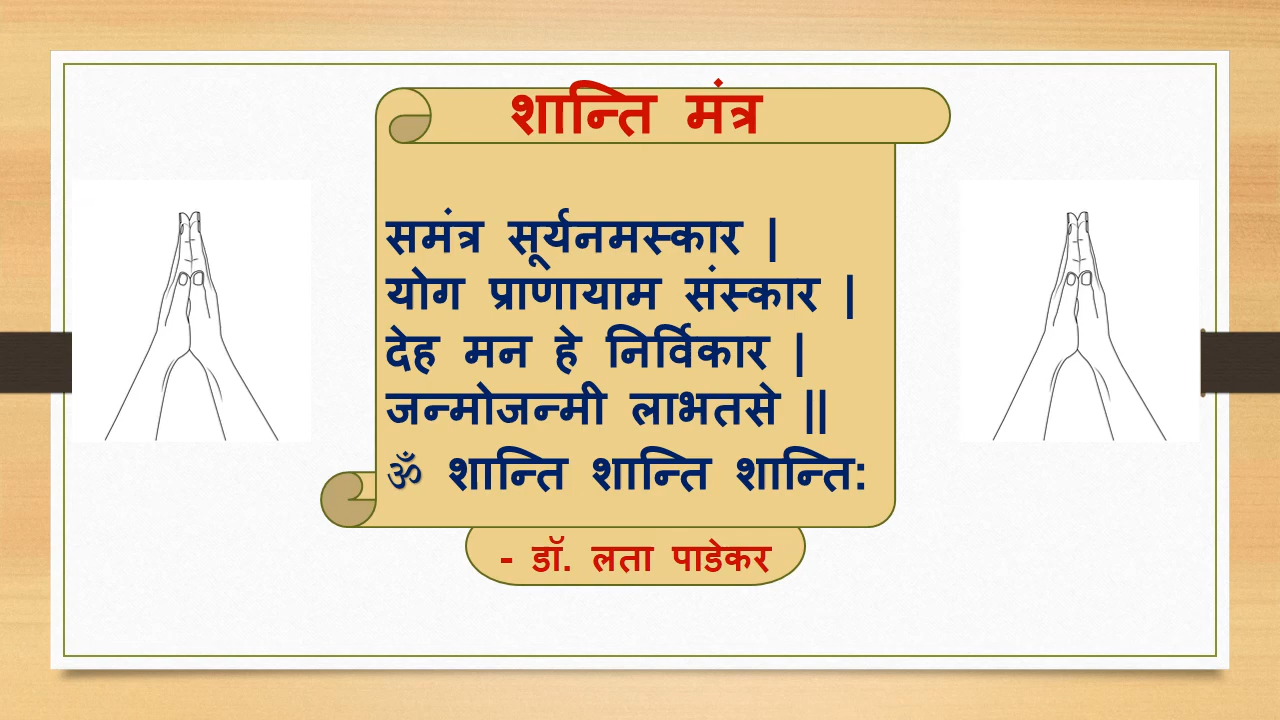 शान्ति मंत्र
समंत्र सूर्यनमस्कार |
योग प्राणायाम संस्कार |
देह मन हे निर्विकार |
जन्मोजन्मी लाभतसे ||
ॐ शान्ति शान्ति शान्ति:
- डॉ. लता पाडेकर